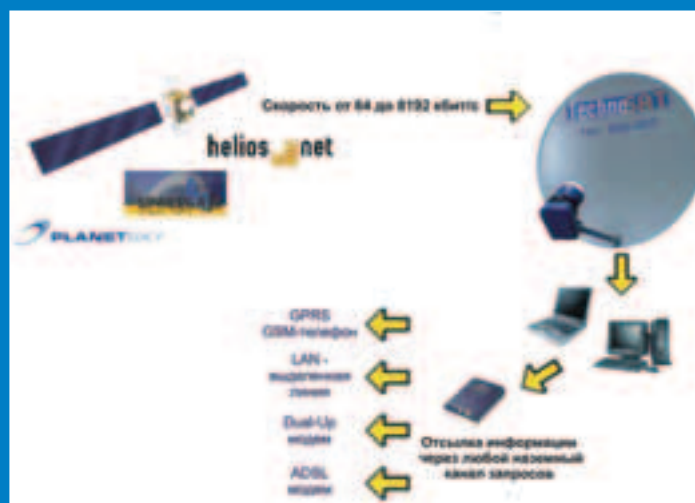 Скорость от 64 до 8192 кбит/с
helios net
PLANETSKY
TechnoSAT
GPRS
GSM-телефон
LAN -
выделенная
линия
Dual-Up
модем
ADSL
модем
Отсылка информации
через любой наземный
канал запросов